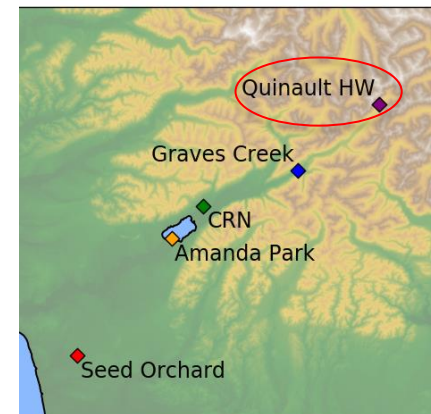 Quinault HW
Graves Creek
CRN
Amanda Park
Seed Orchard